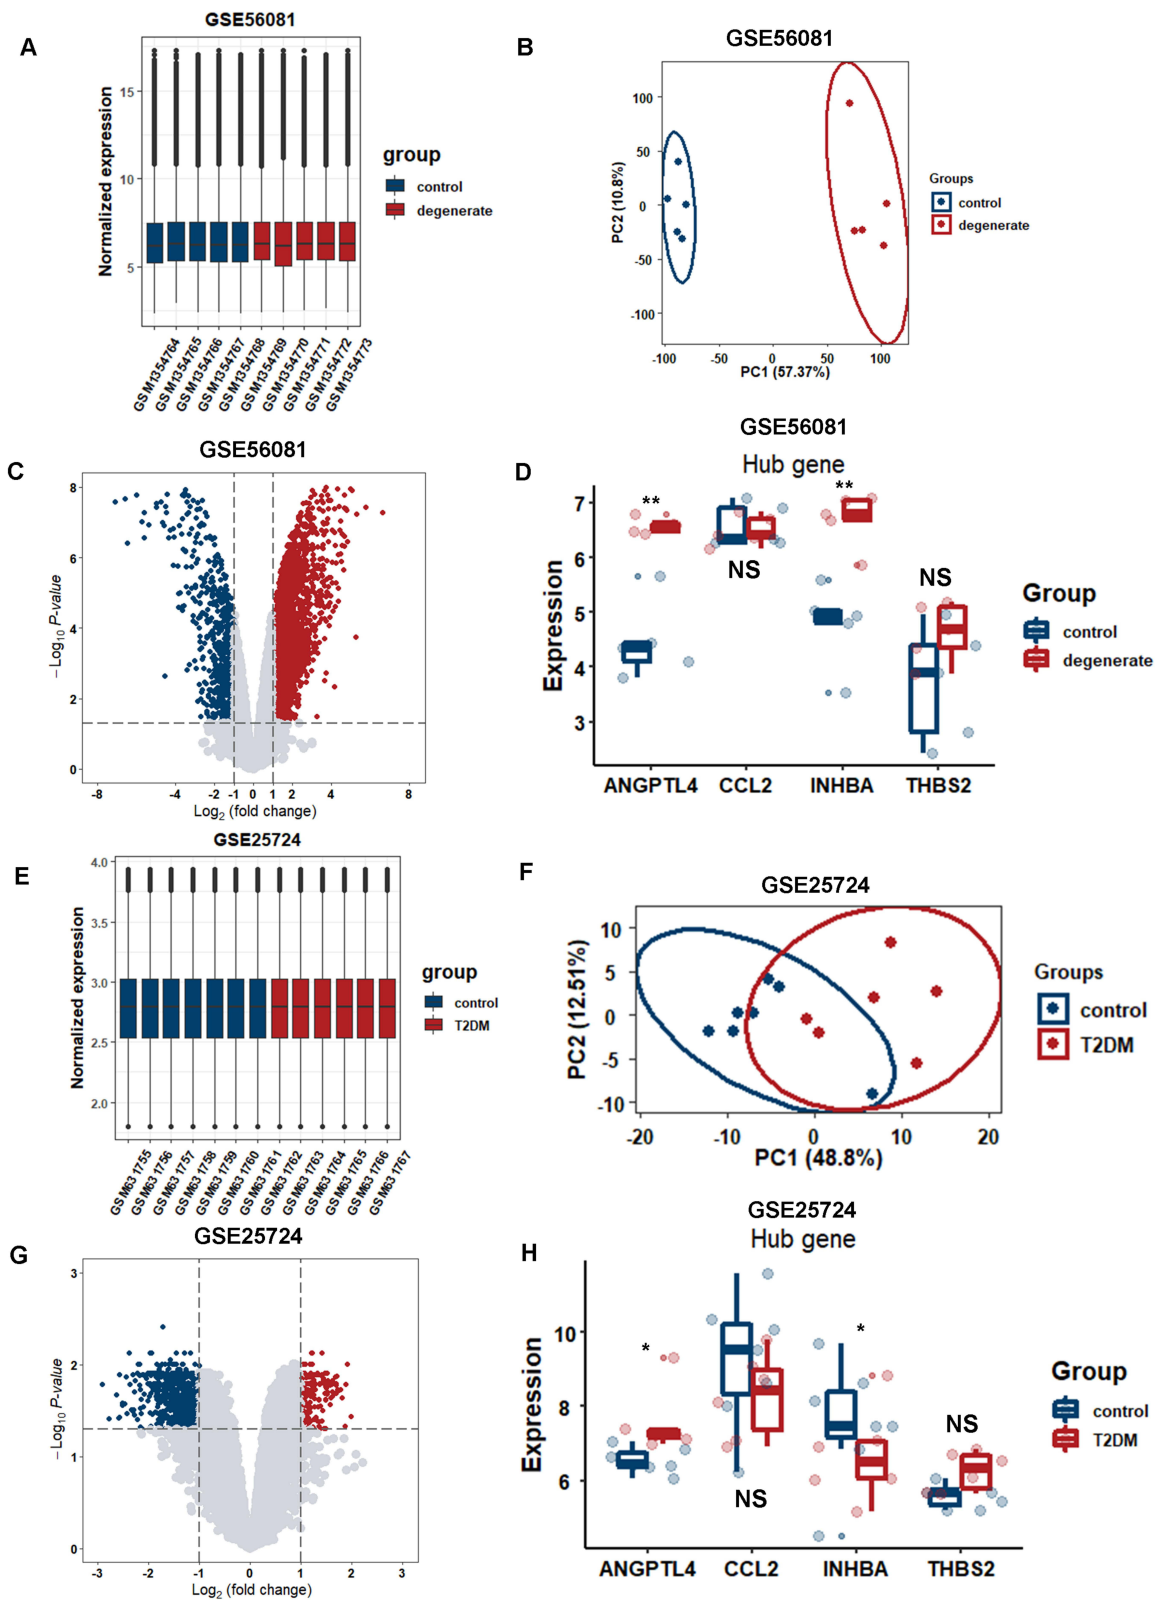 A
GSE56081
Normalized expression
15
10
5
GSM1354764
GSM1354765
GSM1354766
GSM1354767
GSM1354768
GSM1354769
GSM1354770
GSM1354771
GSM1354772
GSM1354773
group
control
degenerate
B
GSE56081
PC2 (10.8%)
100
50
0
-50
-100
-100
-50
0
50
100
PC1 (57.37%)
Groups
control
degenerate
C
GSE56081
−Log10 P-value
8
6
4
2
0
-8
-4
-2
-1
0
1
2
4
8
Log2 (fold change)
D
GSE56081
Hub gene
Expression
7
6
5
4
3
**
NS
**
NS
ANGPTL4
CCL2
INHBA
THBS2
Group
control
degenerate
E
GSE25724
Normalized expression
4.0
3.5
3.0
2.5
2.0
GSM631755
GSM631756
GSM631757
GSM631758
GSM631759
GSM631760
GSM631761
GSM631762
GSM631763
GSM631764
GSM631765
GSM631766
GSM631767
group
control
T2DM
F
GSE25724
PC2 (12.51%)
10
5
0
-5
-10
-20
-10
0
10
20
PC1 (48.8%)
Groups
control
T2DM
G
GSE25724
−Log10 P-value
3
2
1
0
-3
-2
-1
0
1
2
3
Log2 (fold change)
H
GSE25724
Hub gene
Expression
10
8
6
*
NS
*
NS
ANGPTL4
CCL2
INHBA
THBS2
Group
control
T2DM